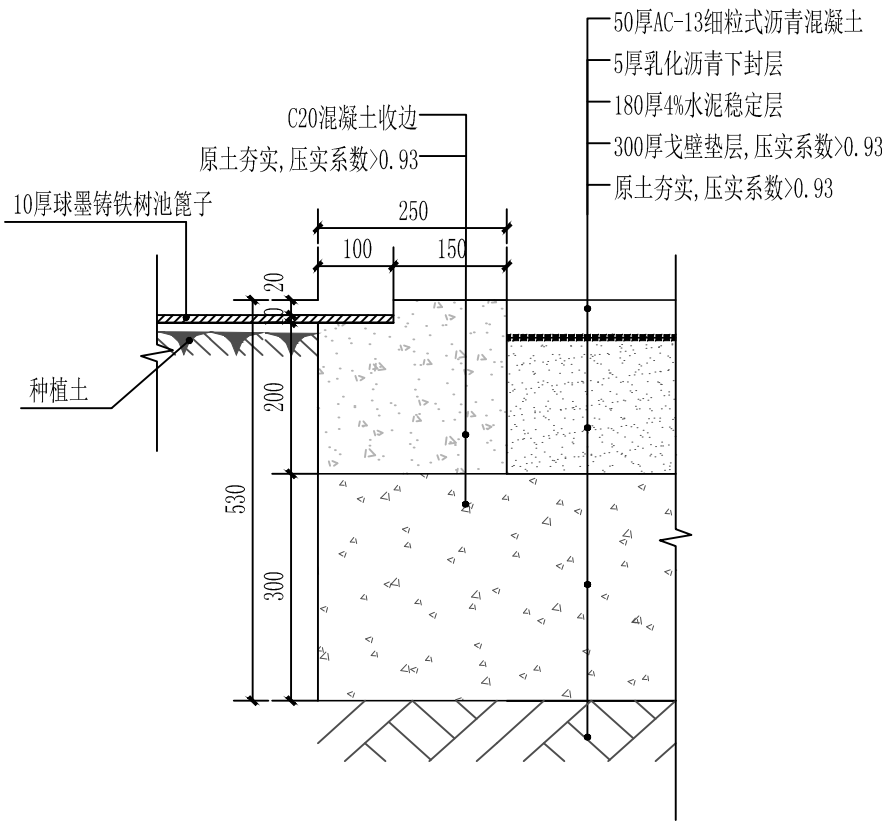 50厚AC-13细粒式沥青混凝土
5厚乳化沥青下封层
180厚4%水泥稳定层
300厚戈壁垫层,压实系数>0.93
原土夯实,压实系数>0.93
C20混凝土收边
原土夯实,压实系数>0.93
10厚球墨铸铁树池篦子
250
100
150
20
200
种植土
530
300